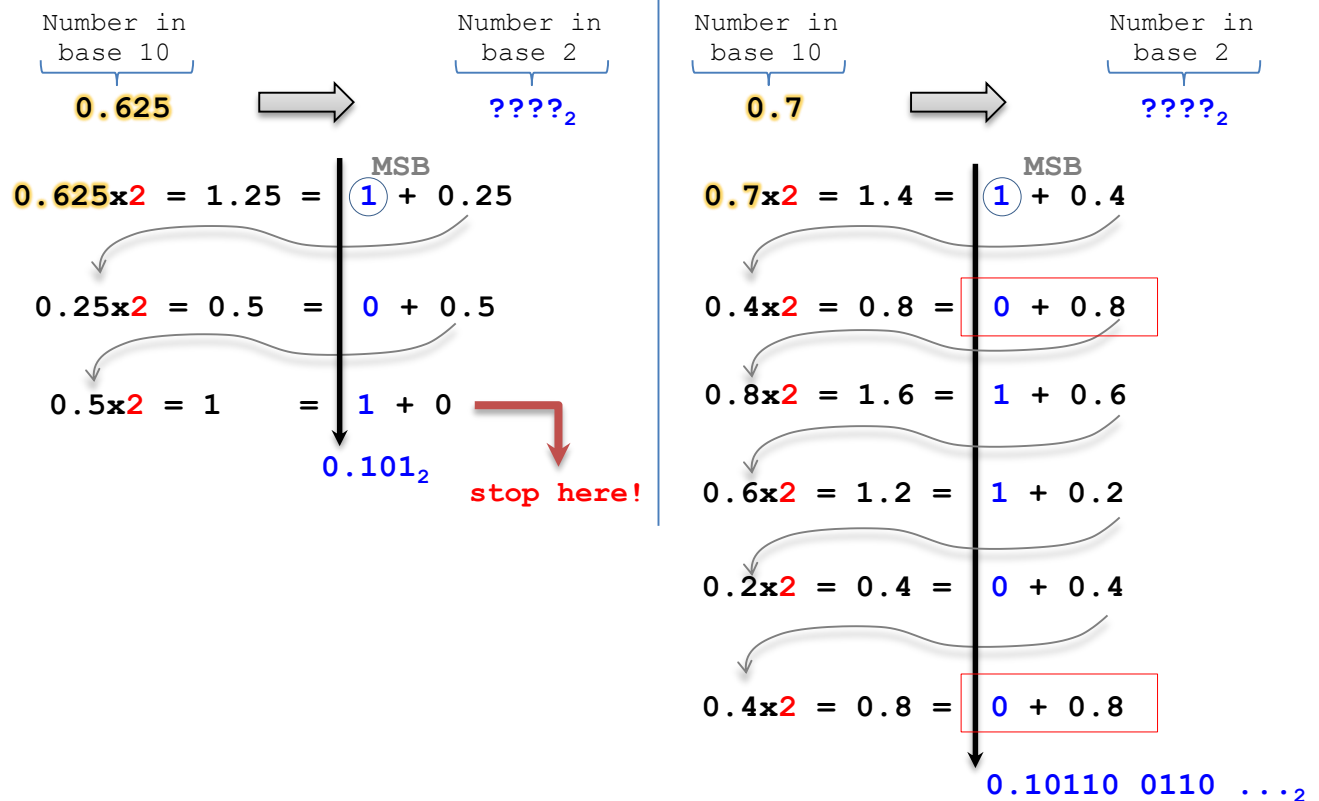 Number in
base 10
0.625
Number in
base 2
????₂
MSB
0.625x2 = 1.25 = 1 + 0.25
0.25x2 = 0.5 = 0 + 0.5
0.5x2 = 1 = 1 + 0
0.101₂
stop here!
Number in
base 10
0.7
Number in
base 2
????₂
MSB
0.7x2 = 1.4 = 1 + 0.4
0.4x2 = 0.8 = 0 + 0.8
0.8x2 = 1.6 = 1 + 0.6
0.6x2 = 1.2 = 1 + 0.2
0.2x2 = 0.4 = 0 + 0.4
0.4x2 = 0.8 = 0 + 0.8
0.10110 0110 ...₂